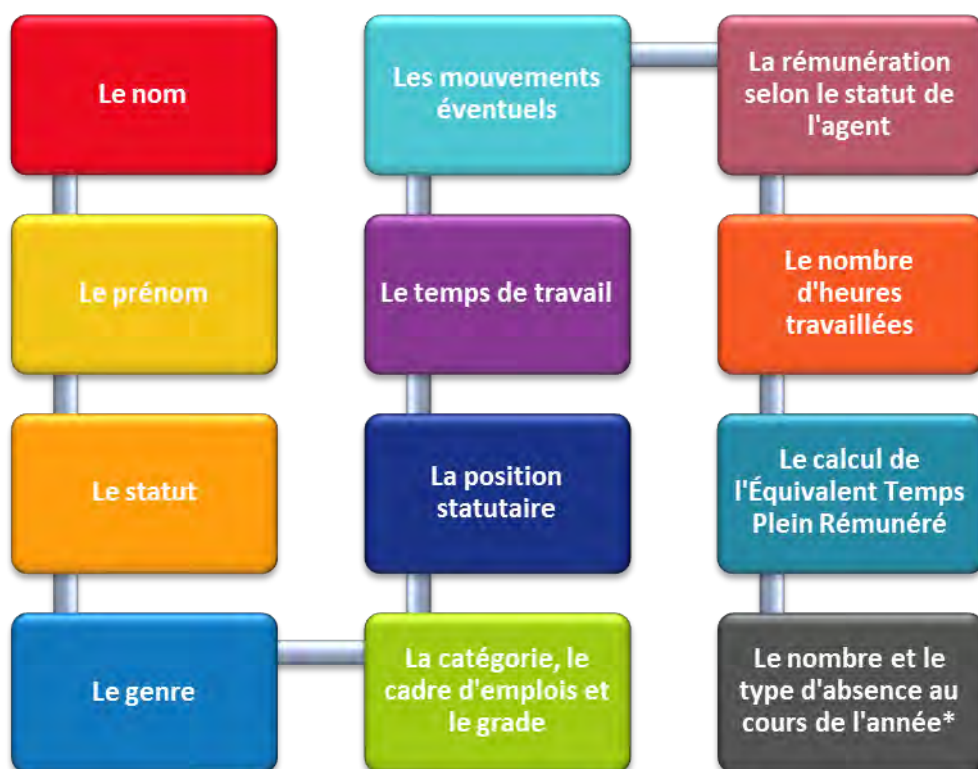 Le nom
Le prénom
Le statut
Le genre
La catégorie, le
cadre d'emplois et
le grade
La position
statutaire
Le temps de travail
Les mouvements
éventuels
La rémunération
selon le statut de
l'agent
Le nombre
d'heures
travaillées
Le calcul de
l'Équivalent Temps
Plein Rémunéré
Le nombre et le
type d'absence au
cours de l'année*